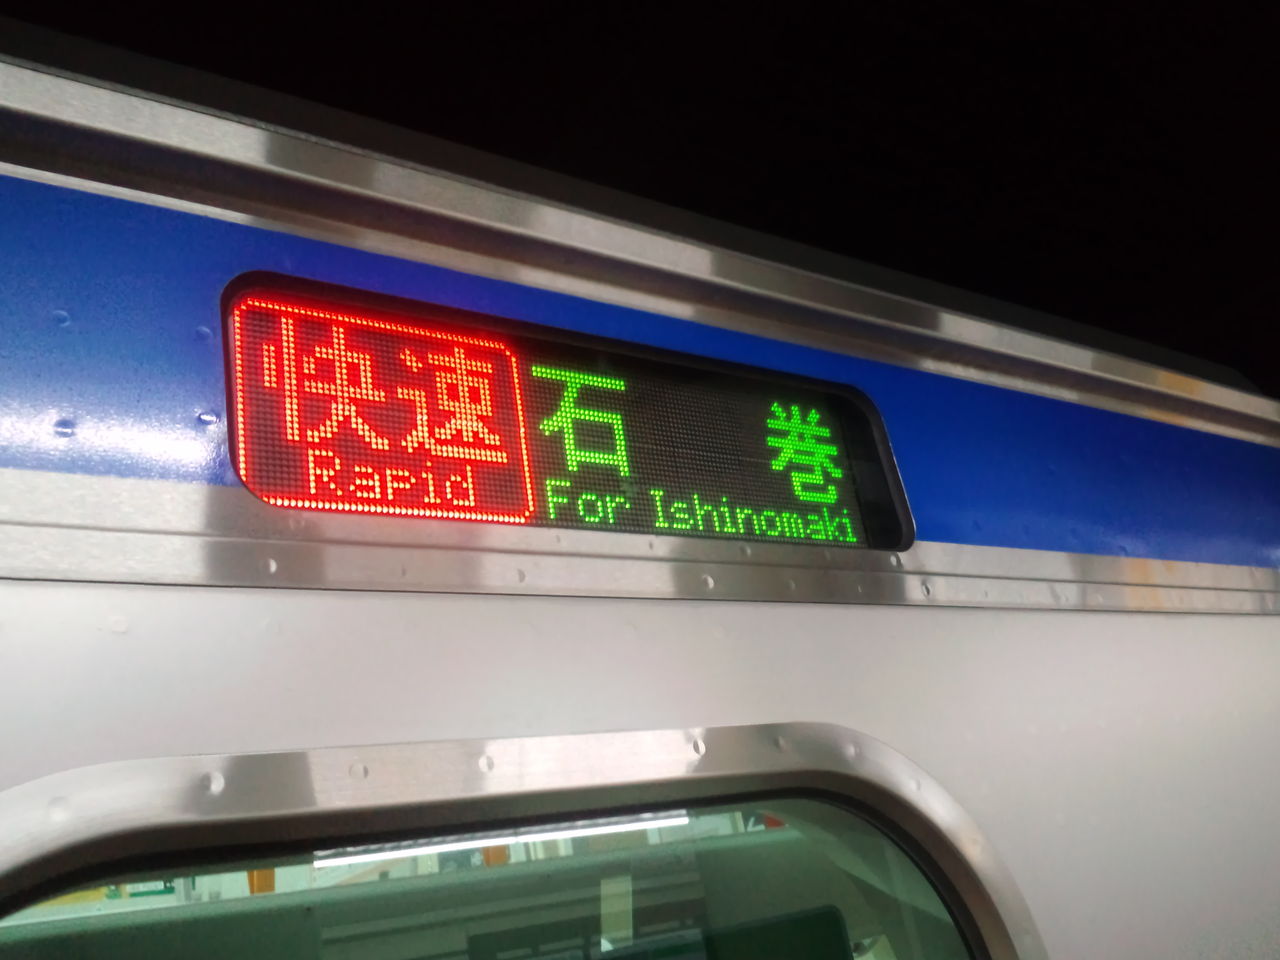 快速
Rapid
石巻
For Ishinomaki